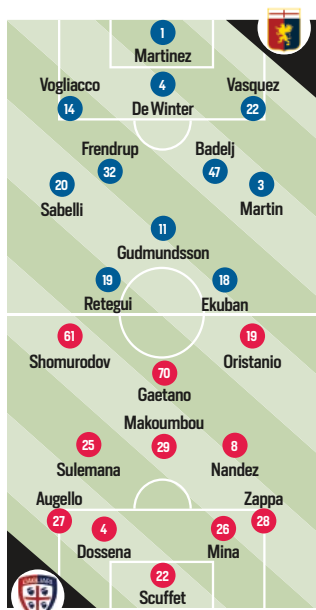 1
Martinez
Vogliacco
4
Vasquez
14
De Winter
22
Frendrup
Badelj
20
32
47
3
Sabelli
Martin
11
Gudmundsson
19
18
Retegui
Ekuban
61
19
Shomurodov
Oristanio
70
Gaetano
Makoumbou
25
29
8
Sulemana
Nandez
Augello
Zappa
27
4
26
28
Dossena
Mina
22
Scuffet